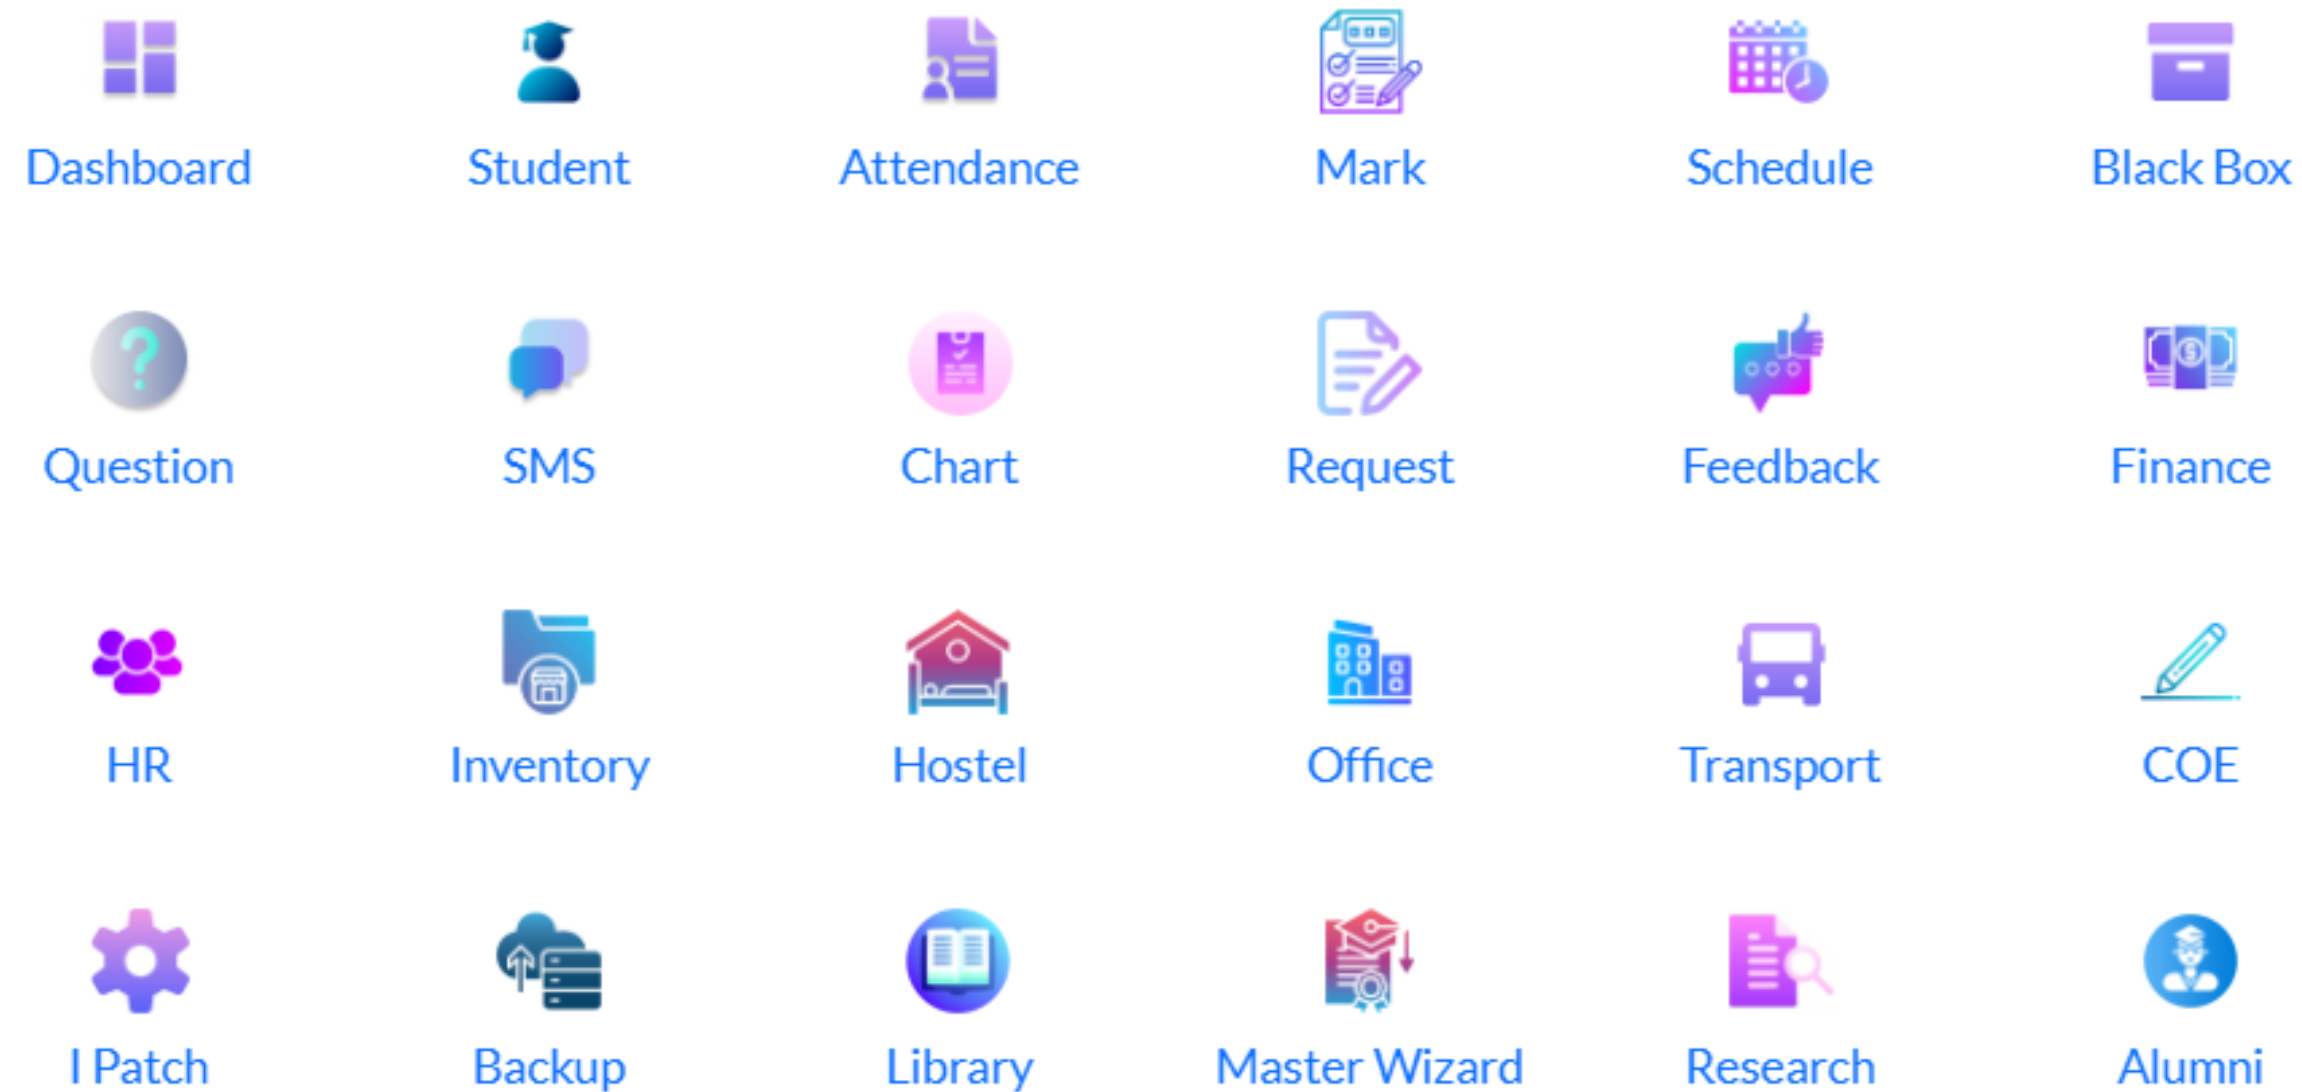 Dashboard
Student
Attendance
Mark
Schedule
Black Box
Question
SMS
Chart
Request
Feedback
Finance
HR
Inventory
Hostel
Office
Transport
COE
I Patch
Backup
Library
Master Wizard
Research
Alumni